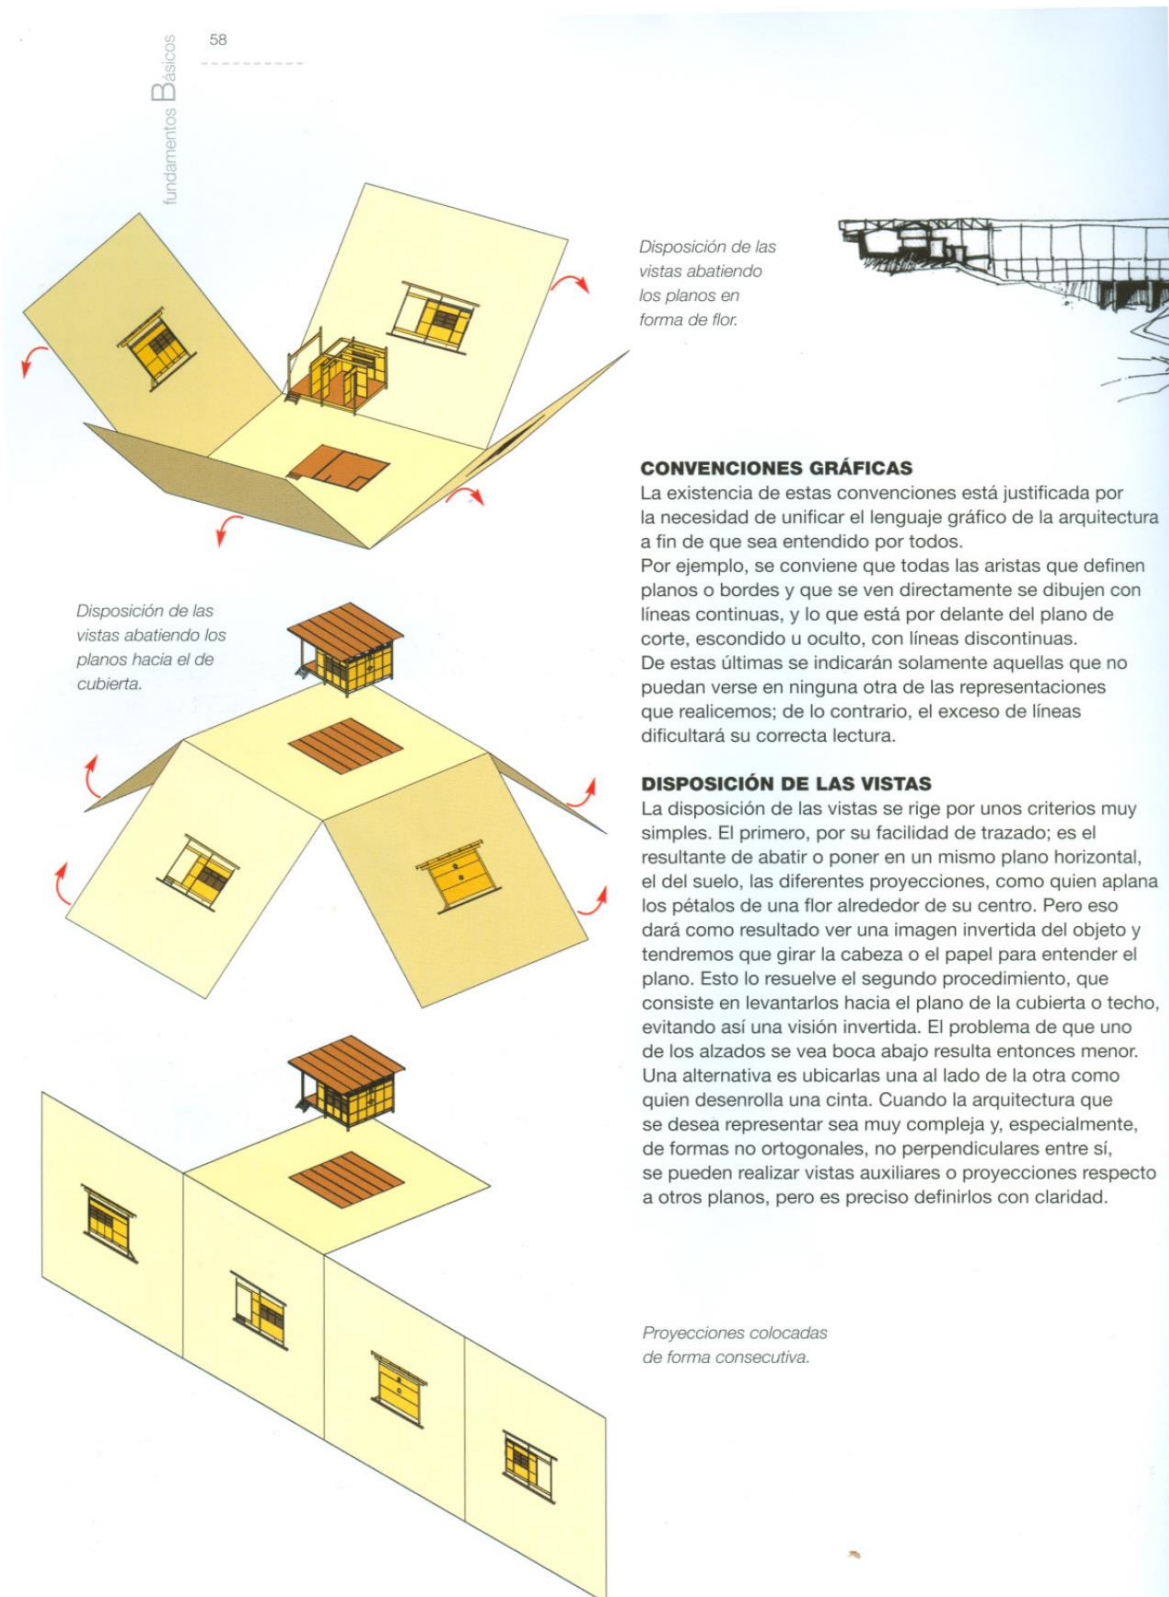 58
fundamentos Básicos
Disposición de las
vistas abatiendo
los planos en
forma de flor.
CONVENCIONES GRÁFICAS
La existencia de estas convenciones está justificada por
la necesidad de unificar el lenguaje gráfico de la arquitectura
a fin de que sea entendido por todos.
Por ejemplo, se conviene que todas las aristas que definen
planos o bordes y que se ven directamente se dibujen con
líneas continuas, y lo que está por delante del plano de
corte, escondido u oculto, con líneas discontinuas.
De estas últimas se indicarán solamente aquellas que no
puedan verse en ninguna otra de las representaciones
que realicemos; de lo contrario, el exceso de líneas
dificultará su correcta lectura.
Disposición de las
vistas abatiendo los
planos hacia el de
cubierta.
DISPOSICIÓN DE LAS VISTAS
La disposición de las vistas se rige por unos criterios muy
simples. El primero, por su facilidad de trazado; es el
resultante de abatir o poner en un mismo plano horizontal,
el del suelo, las diferentes proyecciones, como quien aplana
los pétalos de una flor alrededor de su centro. Pero eso
dará como resultado ver una imagen invertida del objeto y
tendremos que girar la cabeza o el papel para entender el
plano. Esto lo resuelve el segundo procedimiento, que
consiste en levantarlos hacia el plano de la cubierta o techo,
evitando así una visión invertida. El problema de que uno
de los alzados se vea boca abajo resulta entonces menor.
Una alternativa es ubicarlas una al lado de la otra como
quien desenrolla una cinta. Cuando la arquitectura que
se desea representar sea muy compleja y, especialmente,
de formas no ortogonales, no perpendiculares entre sí,
se pueden realizar vistas auxiliares o proyecciones respecto
a otros planos, pero es preciso definirlos con claridad.
Proyecciones colocadas
de forma consecutiva.